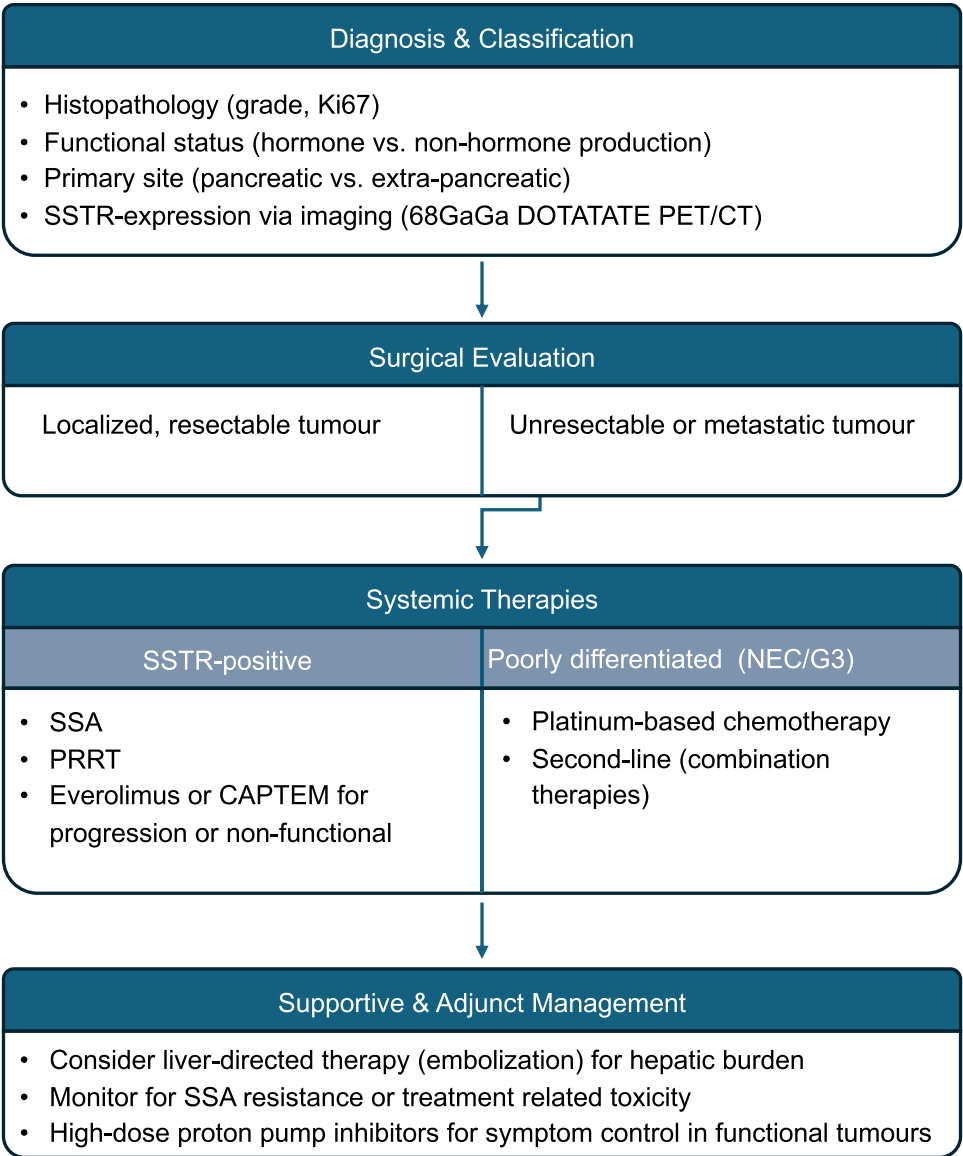 Diagnosis & Classification
• Histopathology (grade, Ki67)
• Functional status (hormone vs. non-hormone production)
• Primary site (pancreatic vs. extra-pancreatic)
• SSTR-expression via imaging (68GaGa DOTATATE PET/CT)
Surgical Evaluation
Localized, resectable tumour
Unresectable or metastatic tumour
Systemic Therapies
SSTR-positive
• SSA
• PRRT
• Everolimus or CAPTEM for
progression or non-functional
Poorly differentiated (NEC/G3)
• Platinum-based chemotherapy
• Second-line (combination
therapies)
Supportive & Adjunct Management
• Consider liver-directed therapy (embolization) for hepatic burden
• Monitor for SSA resistance or treatment related toxicity
• High-dose proton pump inhibitors for symptom control in functional tumours